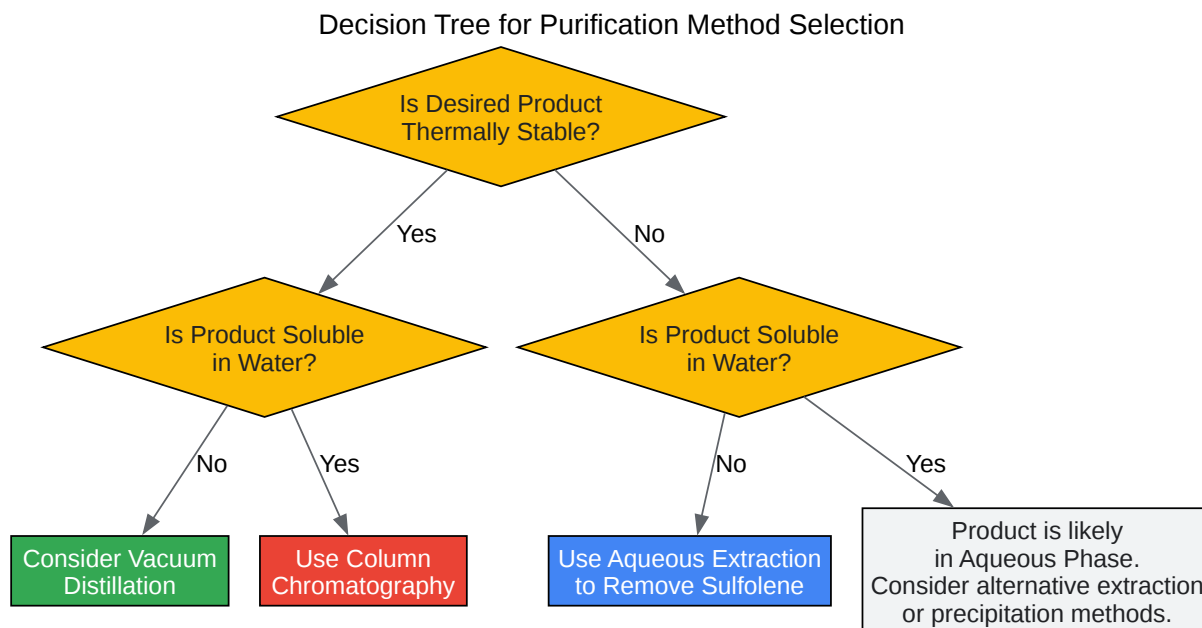 Decision Tree for Purification Method Selection
Is Desired Product
Thermally Stable?
Yes
No
Is Product Soluble
in Water?
Is Product Soluble
in Water?
No
Yes
No
Yes
Consider Vacuum
Distillation
Use Column
Chromatography
Use Aqueous Extraction
to Remove Sulfolene
Product is likely
in Aqueous Phase.
Consider alternative extraction
or precipitation methods.